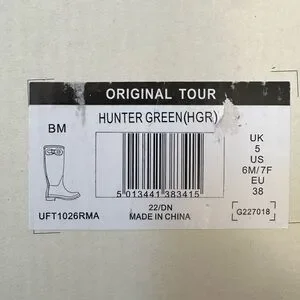 ORIGINAL TOUR
HUNTER GREEN(HGR)
BM
UK
5
US
6M/7F
EU
38
5 013441 383415
UFT1026RMA
22/DN
MADE IN CHINA
G227018